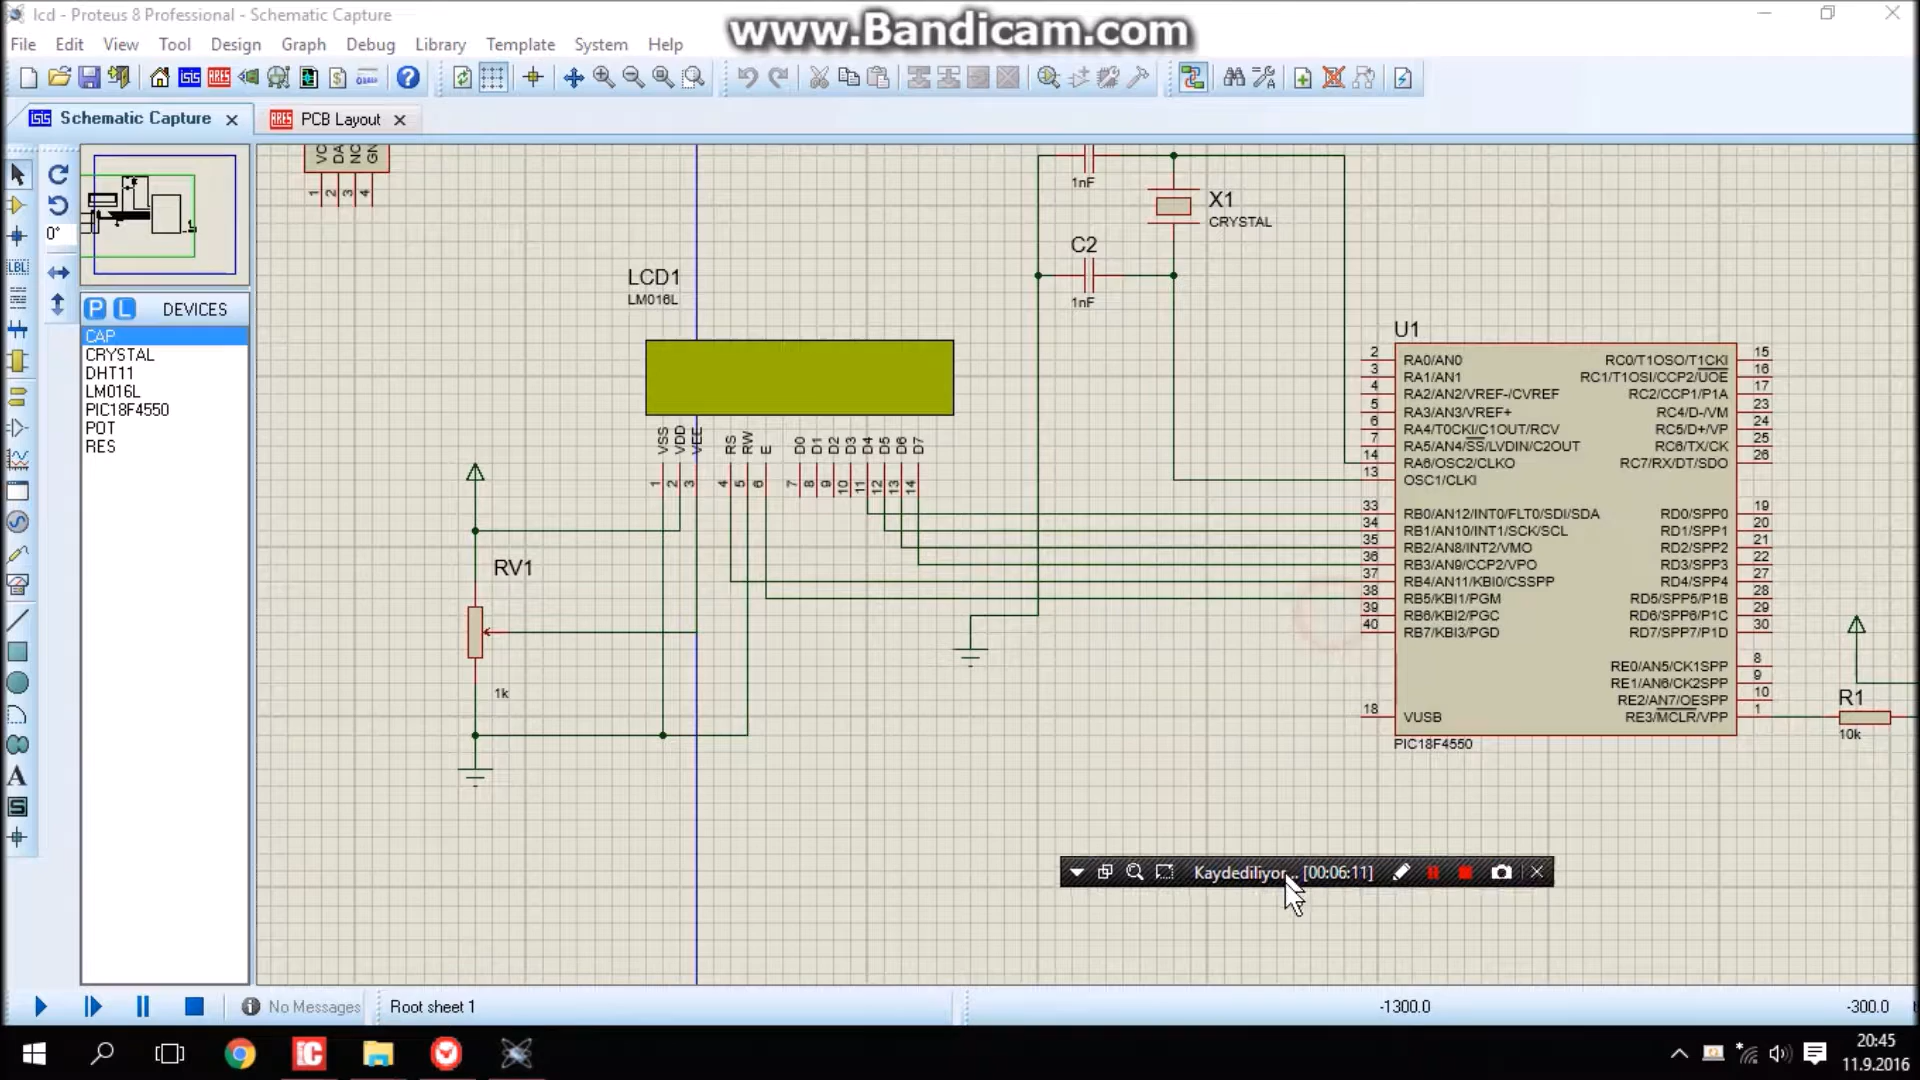 lcd - Proteus 8 Professional - Schematic Capture
www.Bandicam.com
File Edit View Tool Design Graph Debug Library Template System Help
Schematic Capture
PCB Layout
0°
LBL
P L DEVICES
CAP
CRYSTAL
DHT11
LM016L
PIC18F4550
POT
RES
1 2 3 4
1nF
X1
CRYSTAL
C2
1nF
LCD1
LM016L
VSS VDD VEE RS RW E D0 D1 D2 D3 D4 D5 D6 D7
1 2 3 4 5 6 7 8 9 10 11 12 13 14
RV1
1k
U1
2 RA0/AN0 RC0/T1OSO/T1CKI 15
3 RA1/AN1 RC1/T1OSI/CCP2/UOE 16
4 RA2/AN2/VREF-/CVREF RC2/CCP1/P1A 17
5 RA3/AN3/VREF+ RC4/D-/VM 23
6 RA4/T0CKI/C1OUT/RCV RC5/D+/VP 24
7 RA5/AN4/SS/LVDIN/C2OUT RC6/TX/CK 25
14 RA6/OSC2/CLKO RC7/RX/DT/SDO 26
13 OSC1/CLKI
33 RB0/AN12/INT0/FLT0/SDI/SDA RD0/SPP0 19
34 RB1/AN10/INT1/SCK/SCL RD1/SPP1 20
35 RB2/AN8/INT2/VMO RD2/SPP2 21
36 RB3/AN9/CCP2/VPO RD3/SPP3 22
37 RB4/AN11/KBI0/CSSPP RD4/SPP4 27
38 RB5/KBI1/PGM RD5/SPP5/P1B 28
39 RB6/KBI2/PGC RD6/SPP6/P1C 29
40 RB7/KBI3/PGD RD7/SPP7/P1D 30
RE0/AN5/CK1SPP 8
RE1/AN6/CK2SPP 9
RE2/AN7/OESPP 10
18 VUSB RE3/MCLR/VPP 1
PIC18F4550
R1
10k
Kaydediliyor... [00:06:11]
No Messages
Root sheet 1
-1300.0
-300.0
20:45
11.9.2016